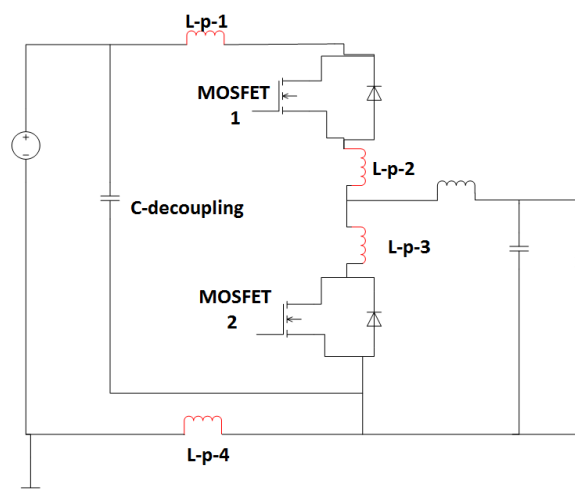 L-p-1
MOSFET
1
L-p-2
C-decoupling
L-p-3
MOSFET
2
L-p-4